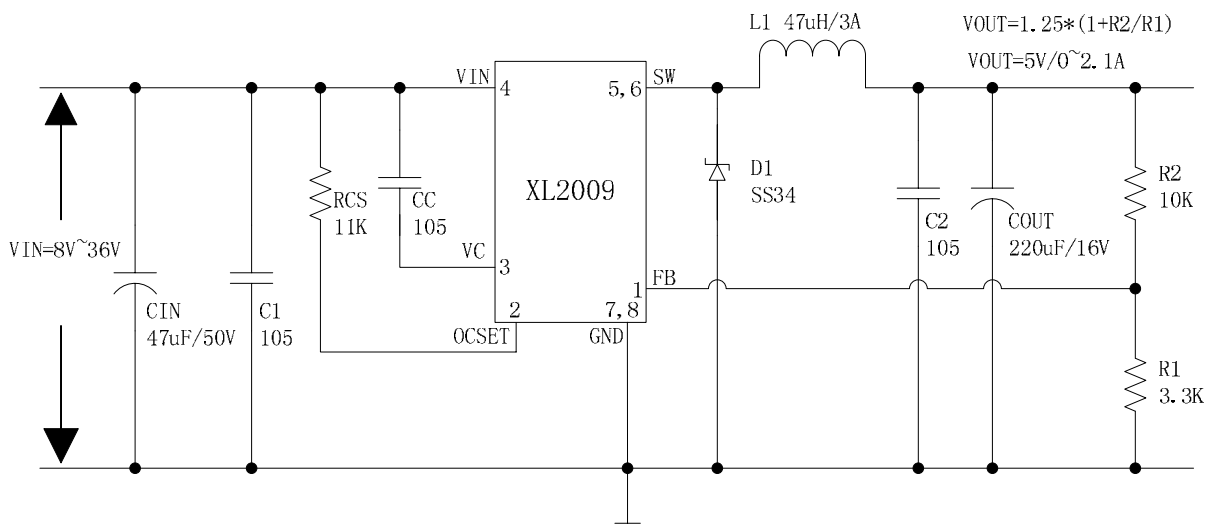 L1 47uH/3A
VOUT=1.25*(1+R2/R1)
VOUT=5V/0~2.1A
VIN
4
5,6
SW
XL2009
RCS
11K
CC
105
D1
SS34
R2
10K
C2
105
COUT
220uF/16V
VIN=8V~36V
VC
3
FB
1
CIN
47uF/50V
C1
105
2
7,8
OCSET
GND
R1
3.3K